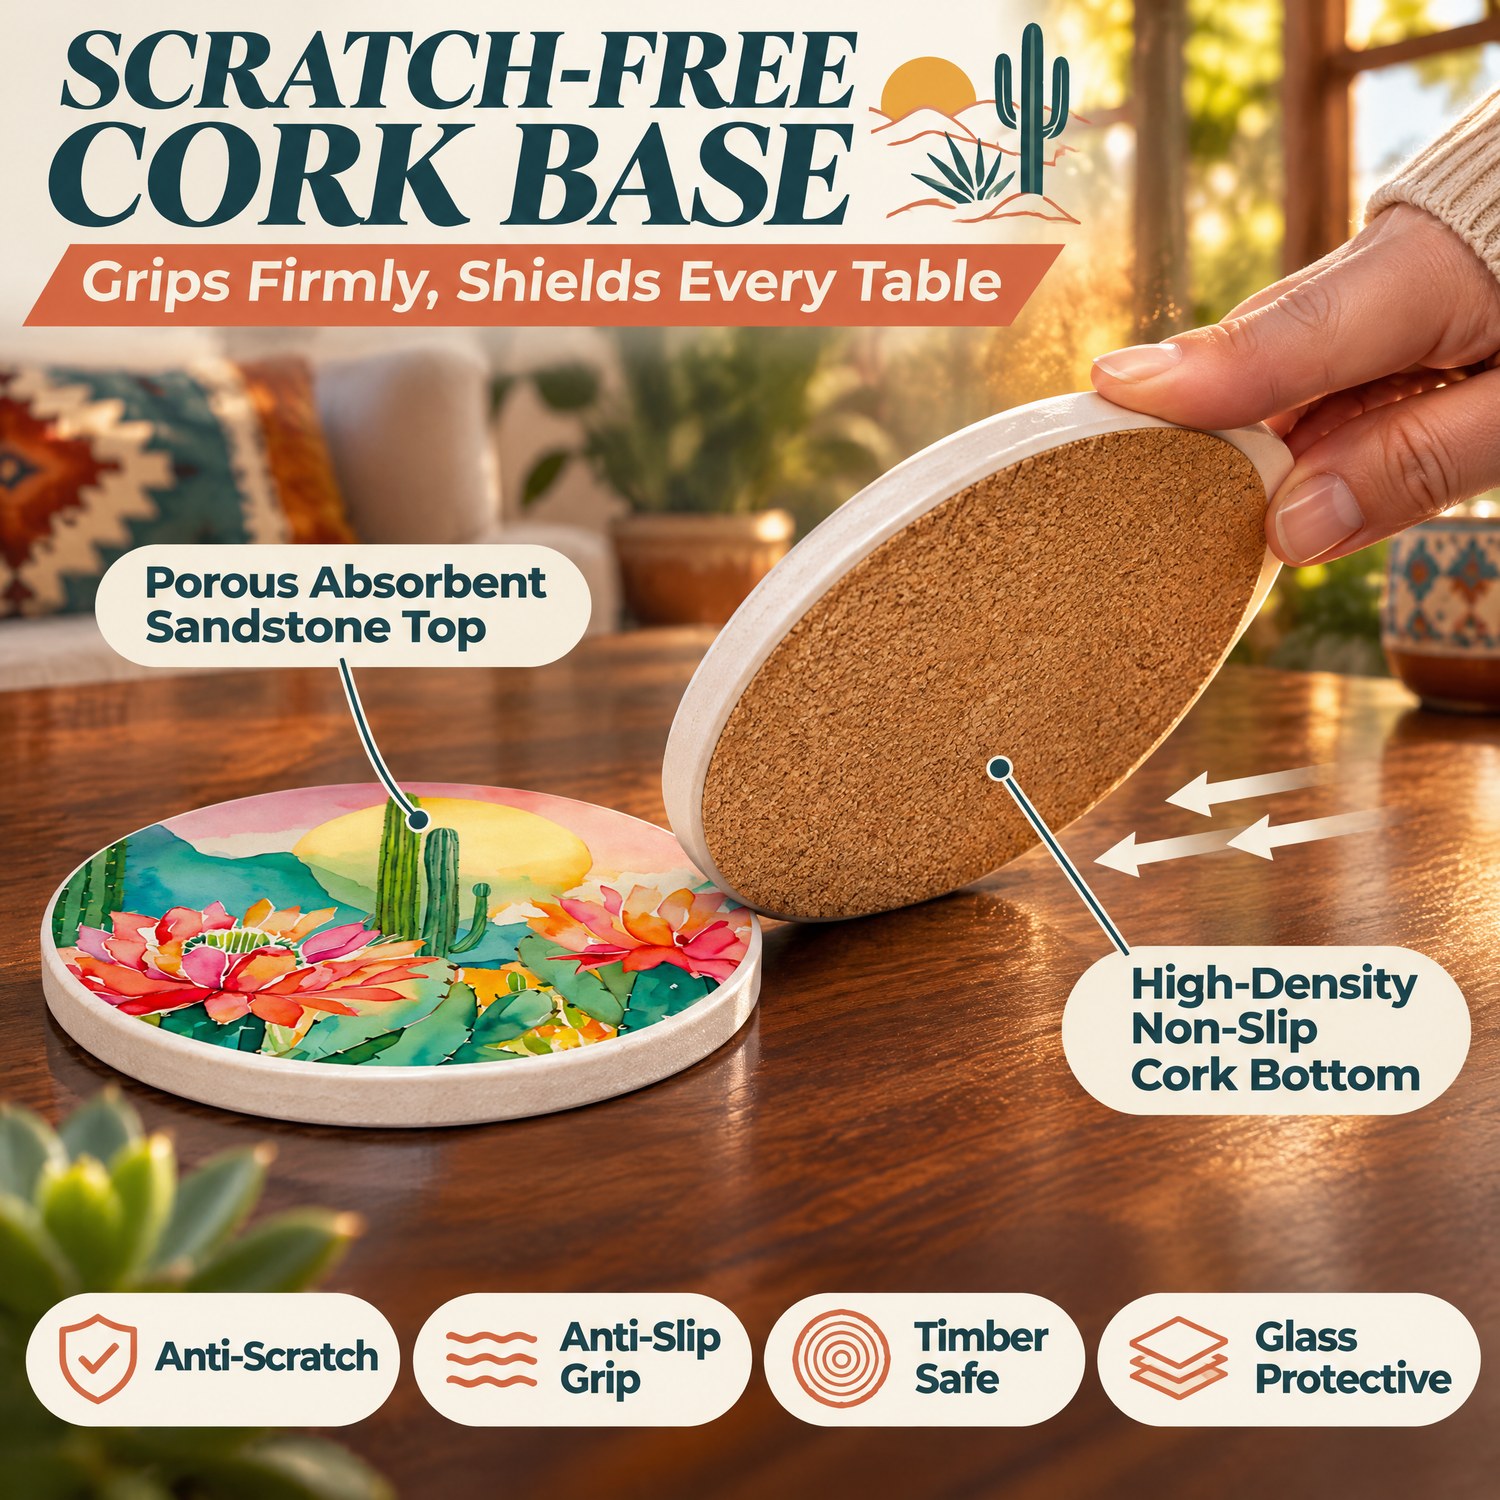 SCRATCH-FREE
CORK BASE
Grips Firmly, Shields Every Table
Porous Absorbent
Sandstone Top
High-Density
Non-Slip
Cork Bottom
Anti-Scratch
Anti-Slip
Grip
Timber
Safe
Glass
Protective